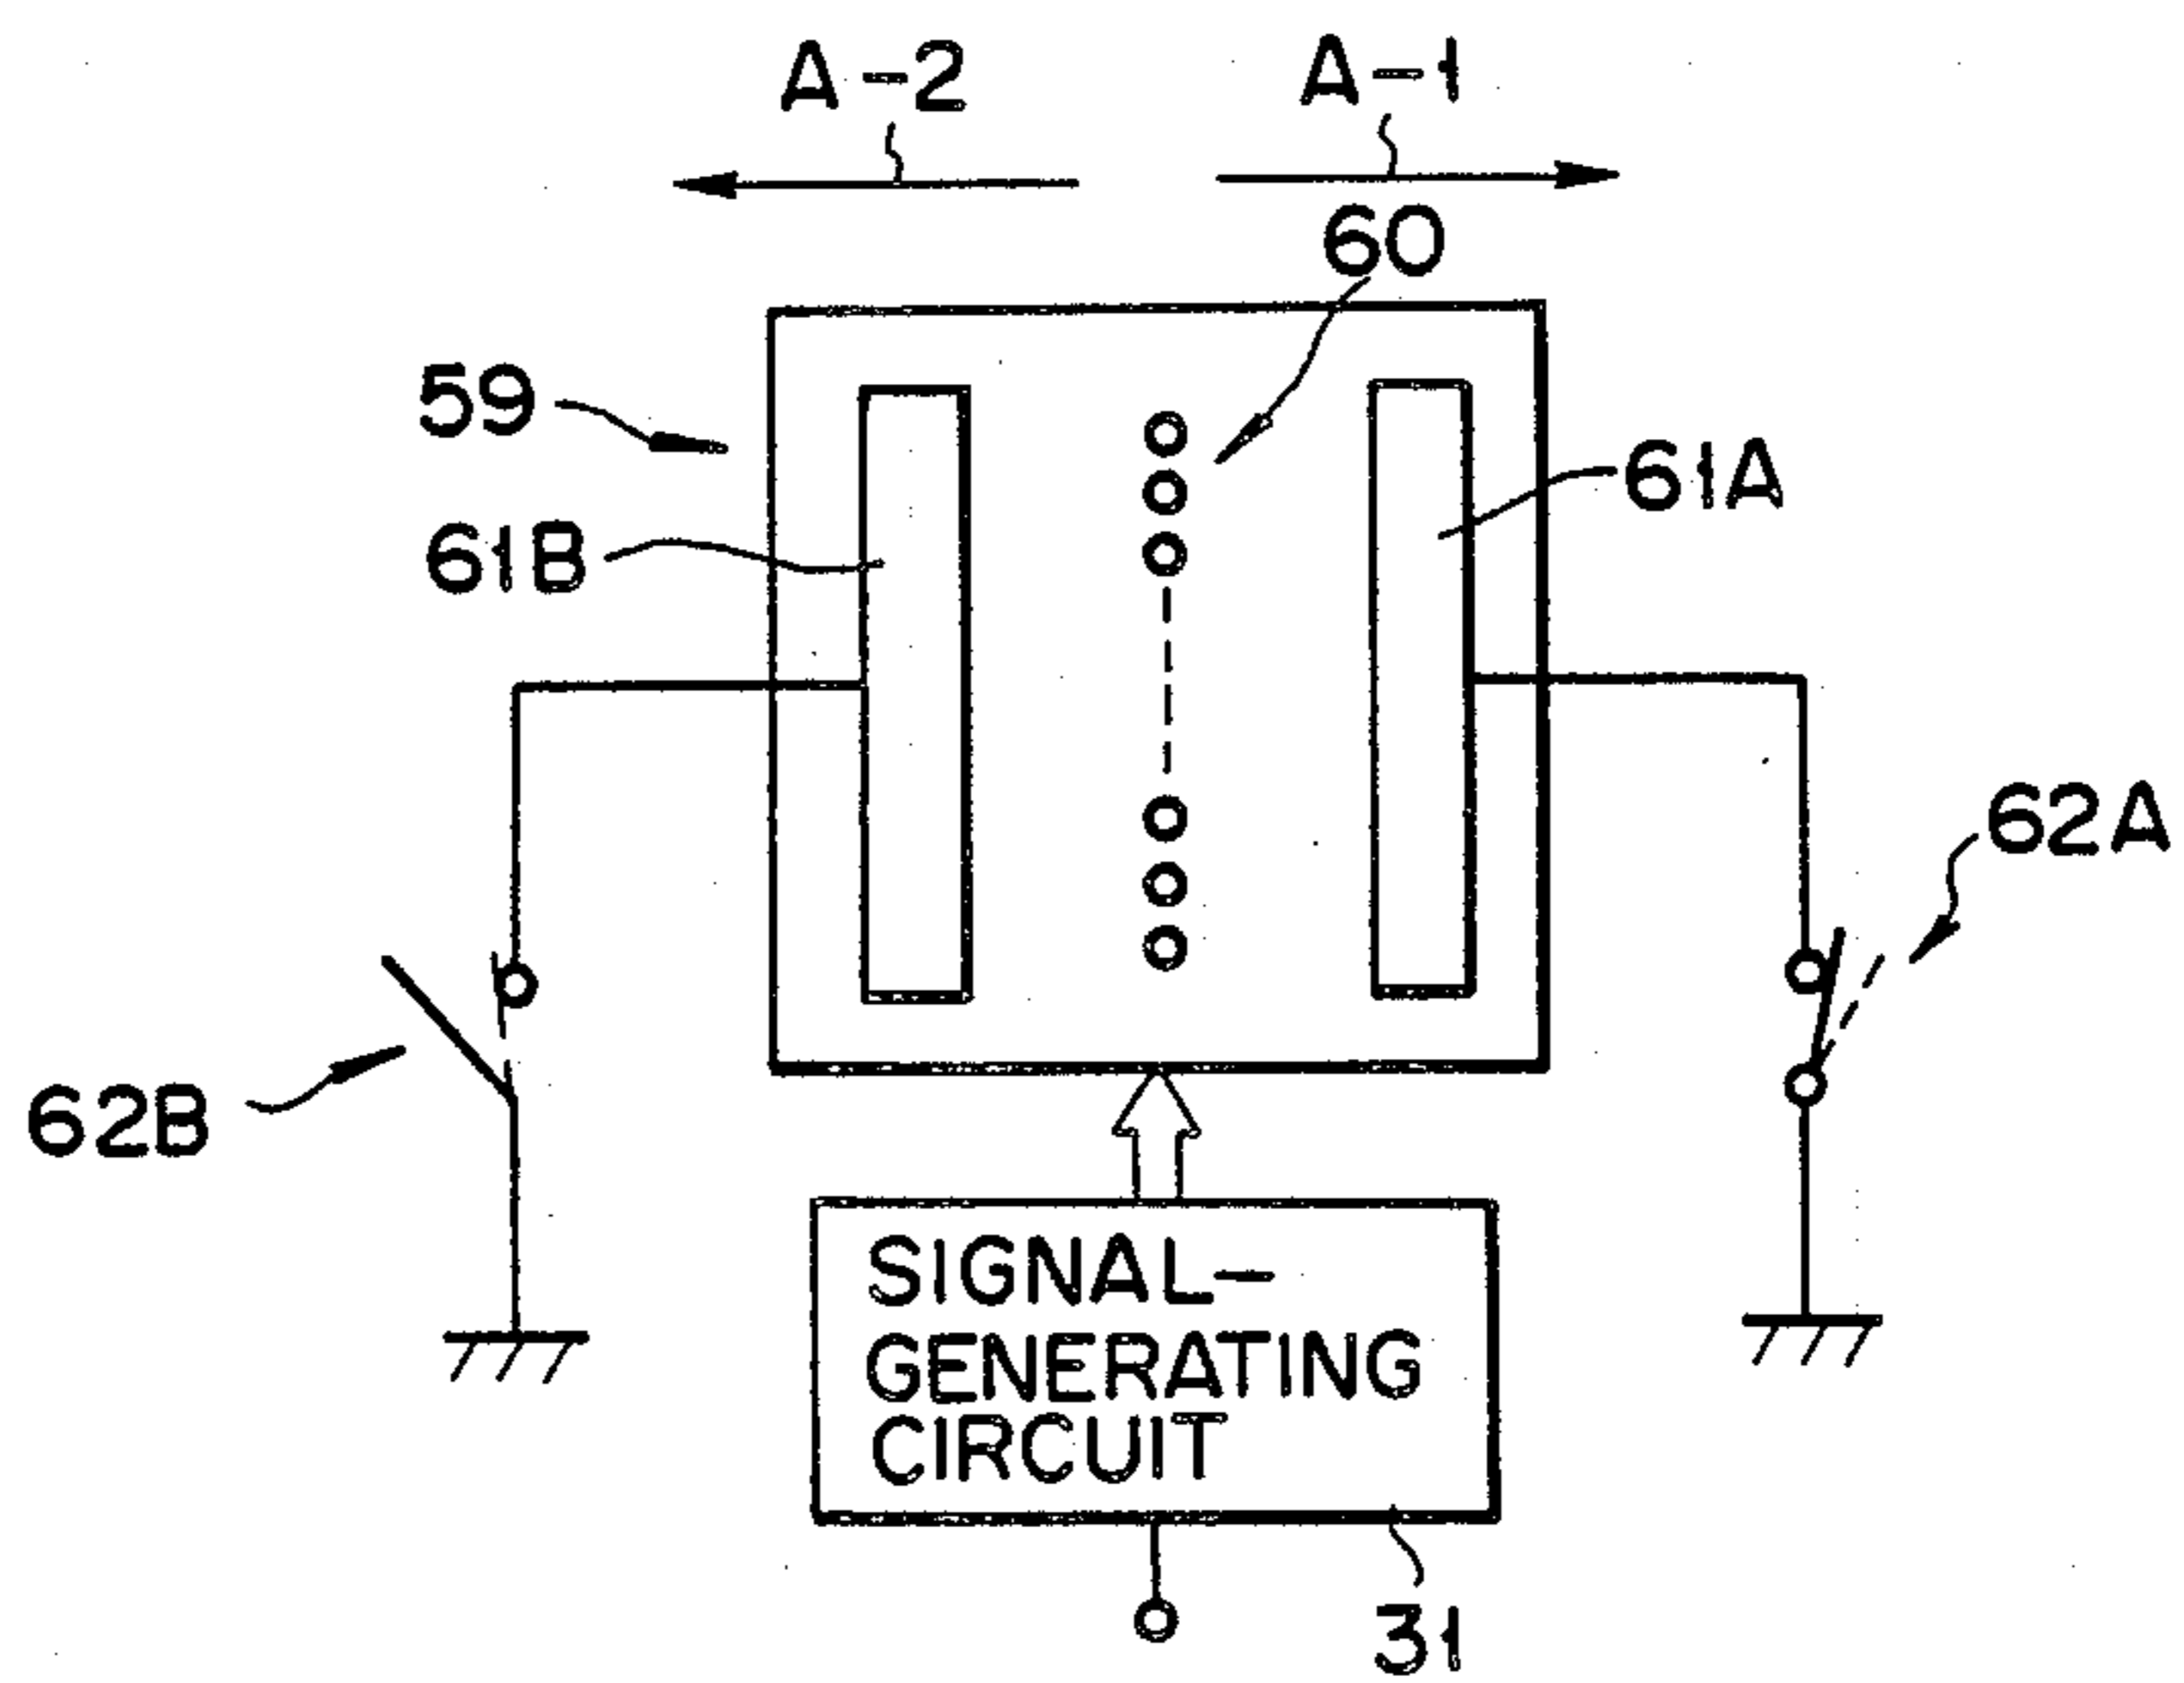 A-2
A-1
60
59
61A
61B
62A
62B
SIGNAL-
GENERATING
CIRCUIT
31